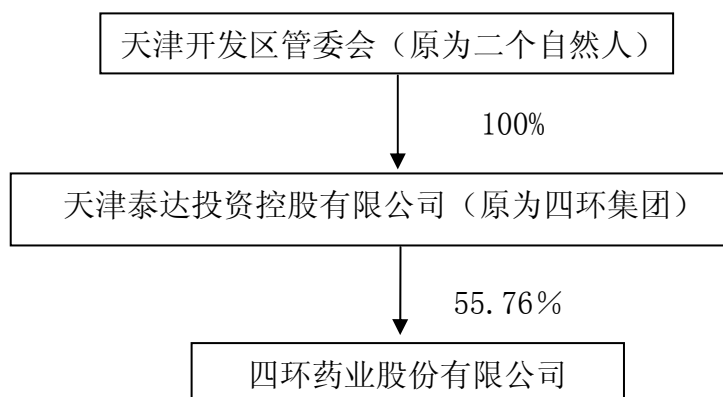 天津开发区管委会（原为二个自然人）
100%
天津泰达投资控股有限公司（原为四环集团）
55.76％
四环药业股份有限公司